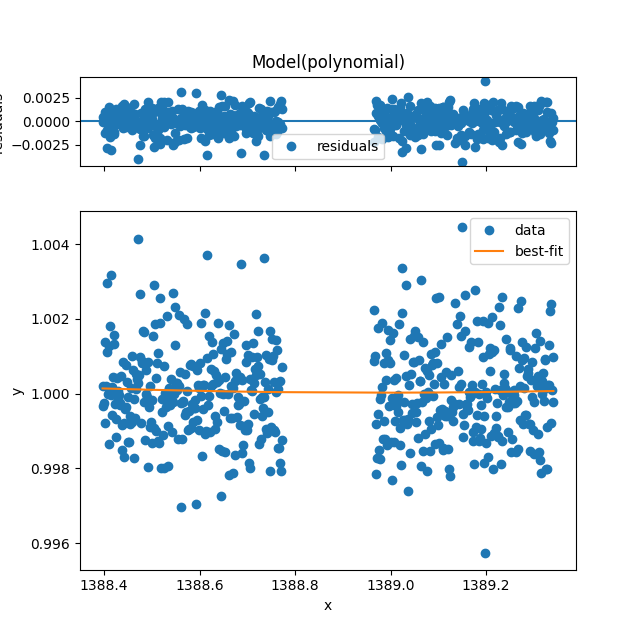 Model(polynomial)
0.0025
0.0000
−0.0025
residuals
residuals
1.004
1.002
1.000
0.998
0.996
y
data
best-fit
1388.4
1388.6
1388.8
1389.0
1389.2
x